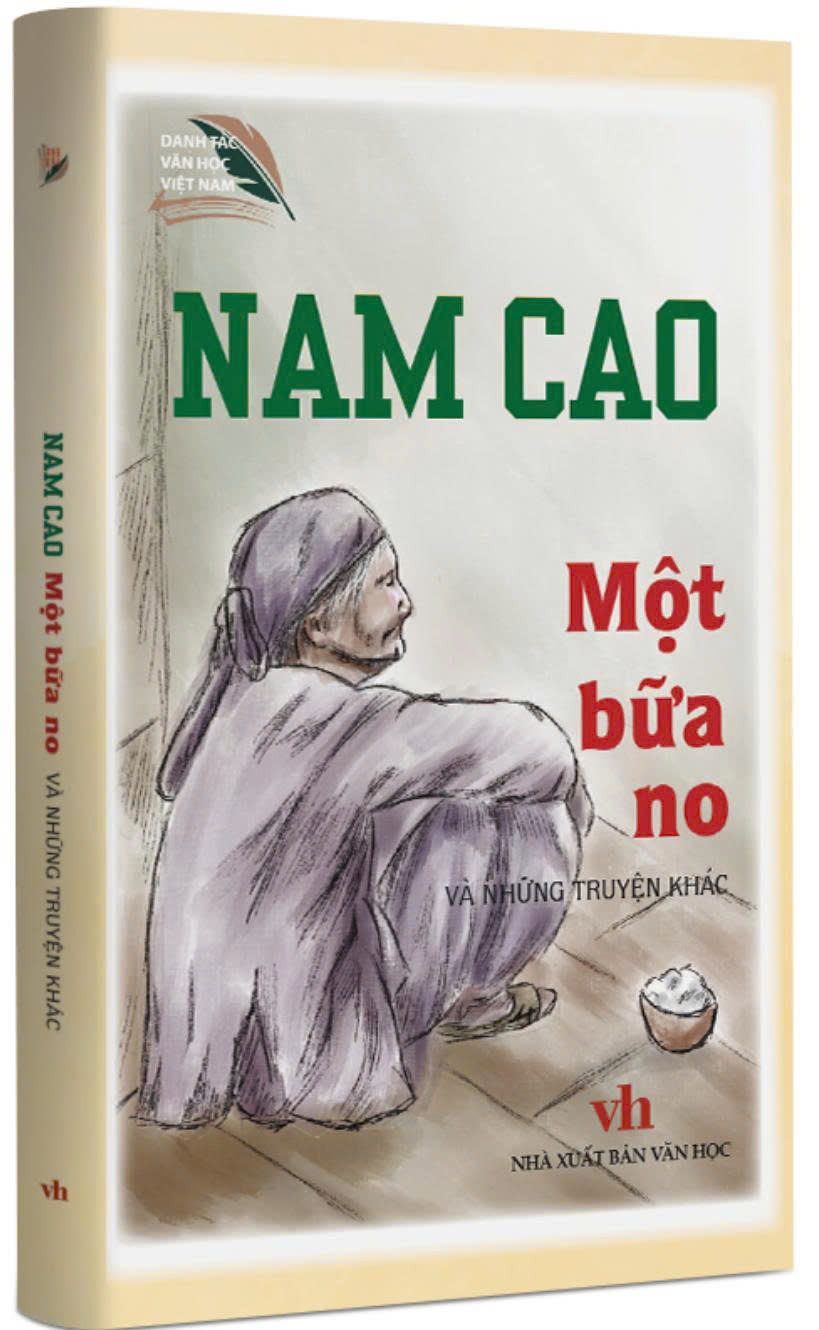 DANH TÁC
VĂN HỌC
VIỆT NAM
NAM CAO
Một
bữa
no
VÀ NHỮNG TRUYỆN KHÁC
vh
NHÀ XUẤT BẢN VĂN HỌC
NAM CAO Một bữa no VÀ NHỮNG TRUYỆN KHÁC
vh